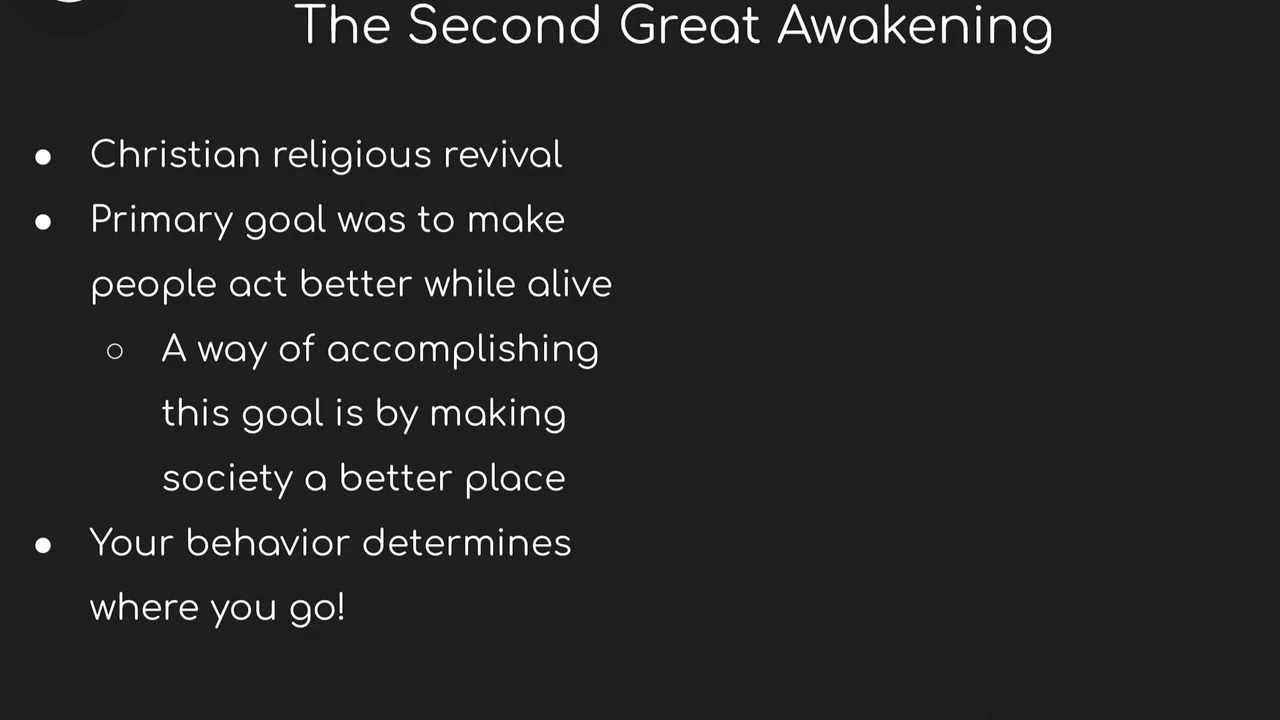 The Second Great Awakening
● Christian religious revival
● Primary goal was to make
people act better while alive
○ A way of accomplishing
this goal is by making
society a better place
● Your behavior determines
where you go!